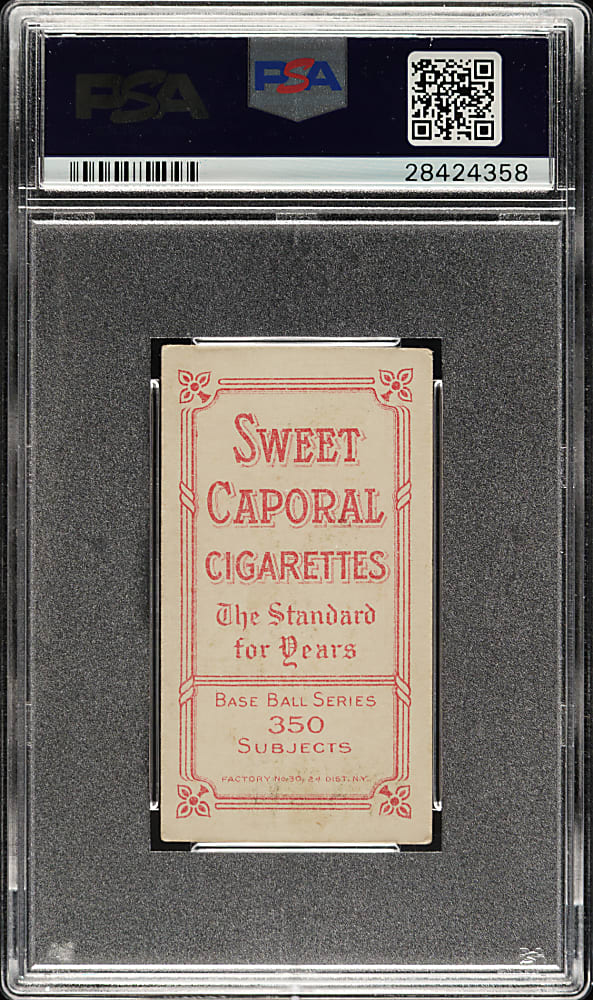 PSA
PSA
28424358
SWEET
CAPORAL
CIGARETTES
The Standard
for Years
BASE BALL SERIES
350
SUBJECTS
FACTORY No 30, 2d DIST. N.Y.